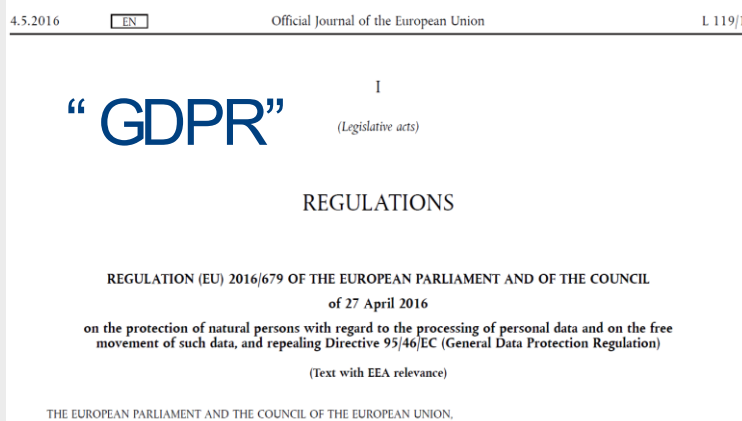 4.5.2016 EN Official Journal of the European Union L 119/1
I
“ GDPR”
(Legislative acts)
REGULATIONS
REGULATION (EU) 2016/679 OF THE EUROPEAN PARLIAMENT AND OF THE COUNCIL
of 27 April 2016
on the protection of natural persons with regard to the processing of personal data and on the free
movement of such data, and repealing Directive 95/46/EC (General Data Protection Regulation)
(Text with EEA relevance)
THE EUROPEAN PARLIAMENT AND THE COUNCIL OF THE EUROPEAN UNION,